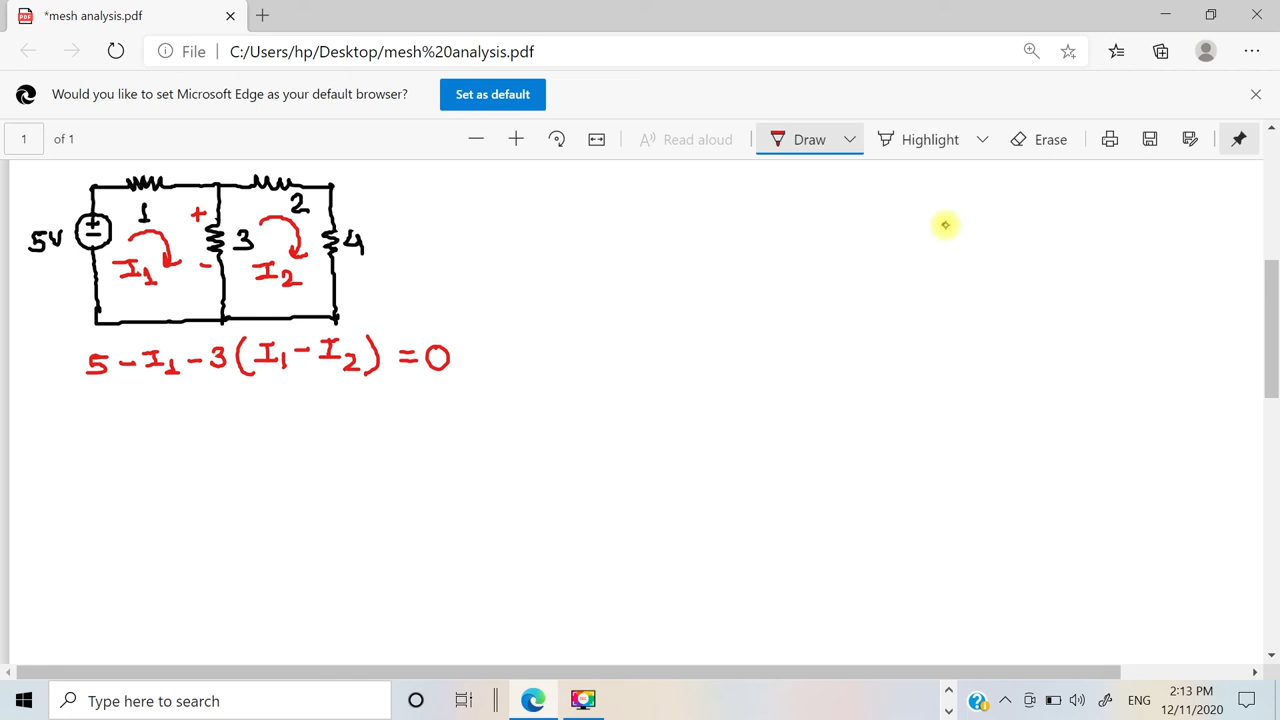 *mesh analysis.pdf
File C:/Users/hp/Desktop/mesh%20analysis.pdf
Would you like to set Microsoft Edge as your default browser? Set as default
1 of 1 Read aloud Draw Highlight Erase
5V 1 + - 3 2 4
I1 I2
5 - I1 - 3 (I1 - I2) = 0
Type here to search
ENG
2:13 PM
12/11/2020